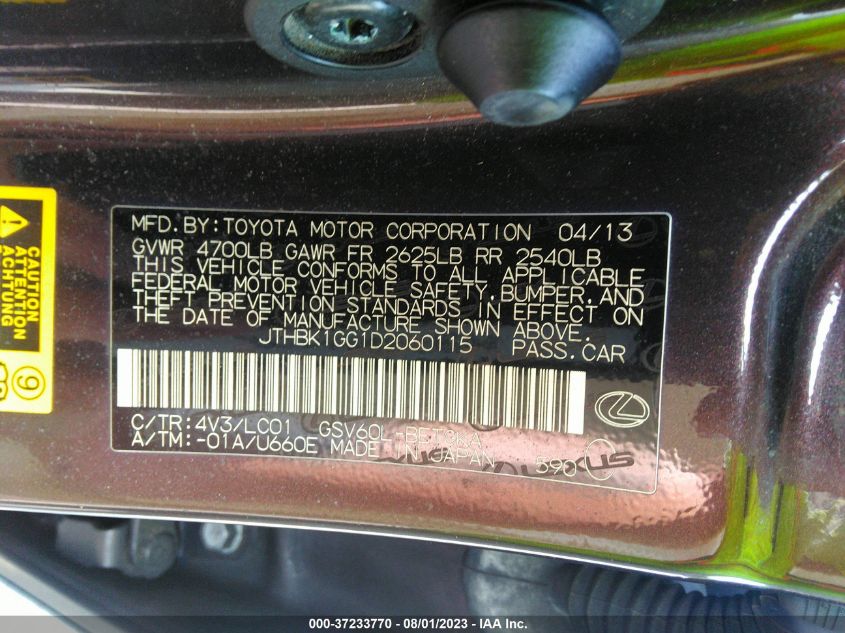 MFD.BY:TOYOTA MOTOR CORPORATION 04/13
GVWR 4700LB GAWR FR 2625LB RR 2540LB
THIS VEHICLE CONFORMS TO ALL APPLICABLE
FEDERAL MOTOR VEHICLE SAFETY,BUMPER,AND
THEFT PREVENTION STANDARDS IN EFFECT ON
THE DATE OF MANUFACTURE SHOWN ABOVE.
JTHBK1GG1D2060115 PASS.CAR
C/TR:4V3/LC01 GSV60L-BETGKA
A/TM:-01A/U660E MADE IN JAPAN 590
LEXUS
CAUTION
ATTENTION
ACHTUNG
000-37233770 - 08/01/2023 - IAA Inc.